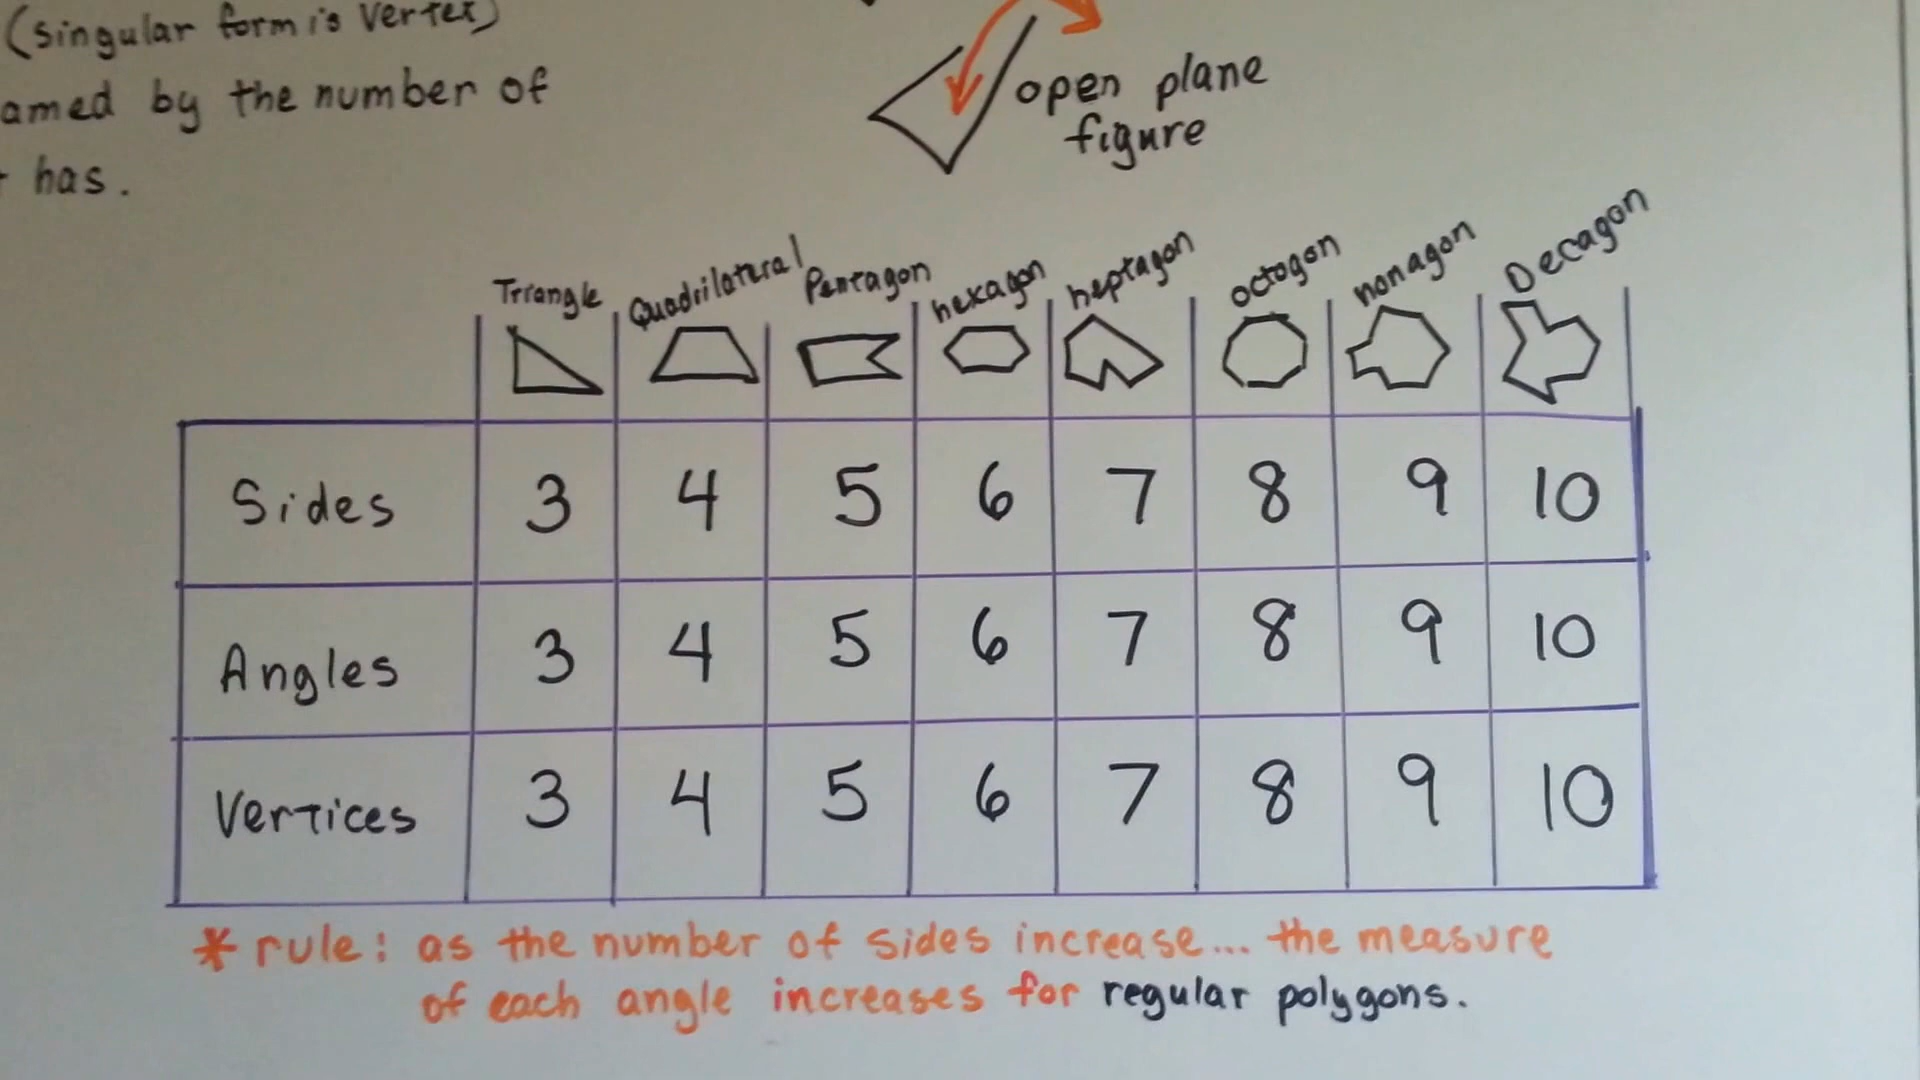 (singular form is vertex)
amed by the number of
has.
open plane
figure
Triangle Quadrilateral Pentagon hexagon heptagon octogon nonagon Decagon
Sides 3 4 5 6 7 8 9 10
Angles 3 4 5 6 7 8 9 10
Vertices 3 4 5 6 7 8 9 10
* rule: as the number of sides increase... the measure
of each angle increases for regular polygons.